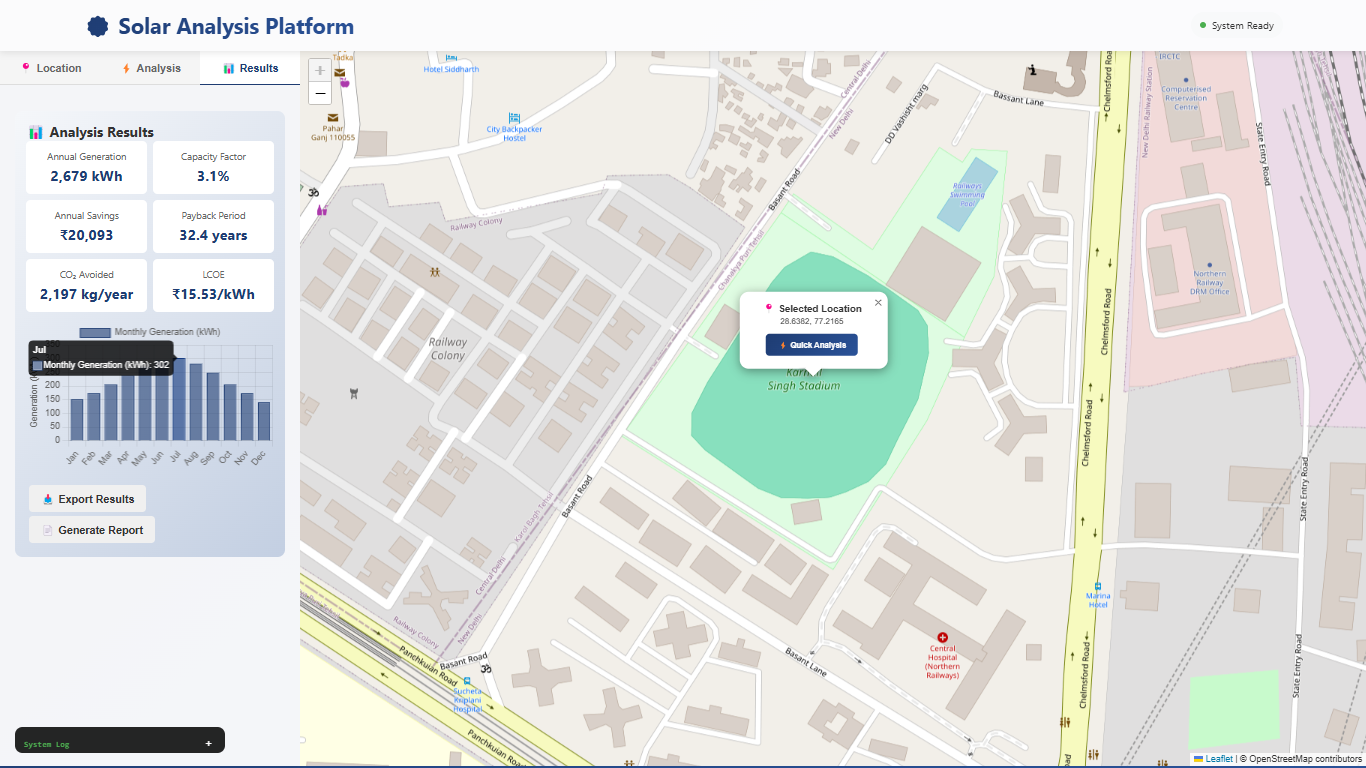 Solar Analysis Platform
System Ready
Location
Analysis
Results
Analysis Results
Annual Generation
2,679 kWh
Capacity Factor
3.1%
Annual Savings
₹20,093
Payback Period
32.4 years
CO₂ Avoided
2,197 kg/year
LCOE
₹15.53/kWh
Monthly Generation (kWh)
Jul
Monthly Generation (kWh): 302
Generation
200
150
100
50
0
Jan
Feb
Mar
Apr
May
Jun
Jul
Aug
Sep
Oct
Nov
Dec
Export Results
Generate Report
System Log
+
+
−
Tadka
Pahar
Ganj 110055
Hotel Siddharth
City Backpacker
Hostel
Railway Colony
Railway
Colony
Central Delhi
New Delhi
Basant Road
Chanakya Puri Tehsil
DD Vashisht marg
Bassant Lane
Chelmsford Road
New Delhi Railway Station
IRCTC
Computerised
Reservation
Centre
State Entry Road
Railways
Swimming
Pool
Northern
Railway
DRM Office
Selected Location
×
28.6382, 77.2165
Quick Analysis
Karnail
Singh Stadium
Chelmsford Road
Chelmsford Road
Basant Road
Karol Bagh Tehsil
Central Delhi
New Delhi
Railway Colony
Panchkuian Road
Basant Road
Sucheta
Kriplani
Hospital
Panchkuian Road
Basant Lane
Central
Hospital
(Northern
Railways)
Marina
Hotel
Chelmsford Road
State Entry Road
State Entry Road
Leaflet | © OpenStreetMap contributors